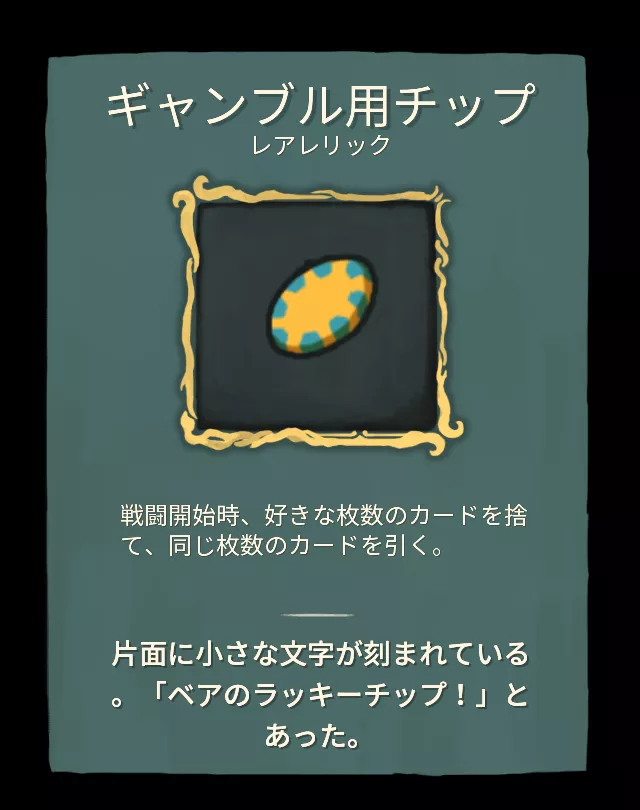 ギャンブル用チップ
レアレリック
戦闘開始時、好きな枚数のカードを捨
て、同じ枚数のカードを引く。
片面に小さな文字が刻まれている
。「ベアのラッキーチップ！」と
あった。